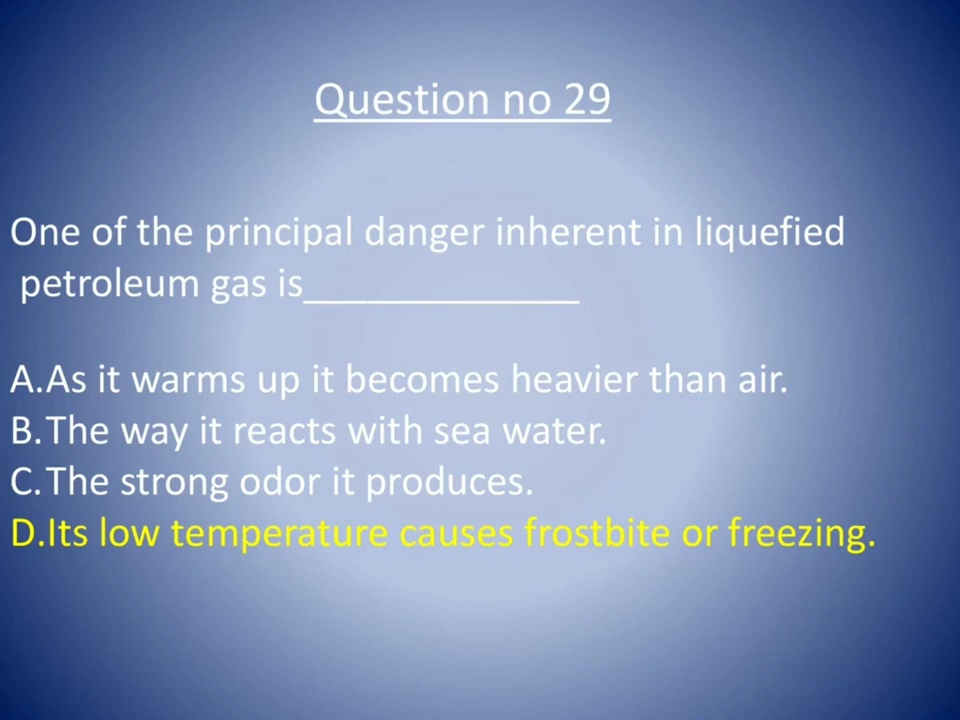 Question no 29
One of the principal danger inherent in liquefied
petroleum gas is_____________
A.As it warms up it becomes heavier than air.
B.The way it reacts with sea water.
C.The strong odor it produces.
D.Its low temperature causes frostbite or freezing.